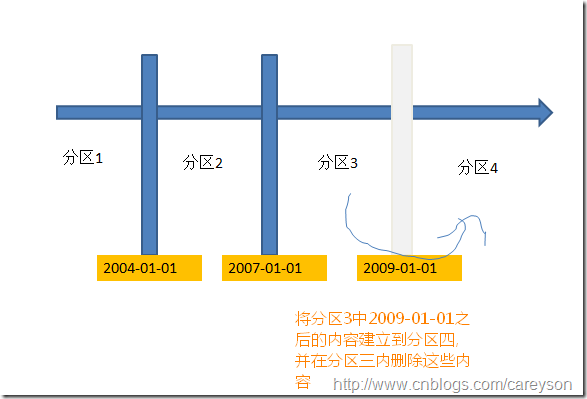 分区1
分区2
分区3
分区4
2004-01-01
2007-01-01
2009-01-01
将分区3中2009-01-01之
后的内容建立到分区四,
并在分区三内删除这些内
容
http://www.cnblogs.com/careyson